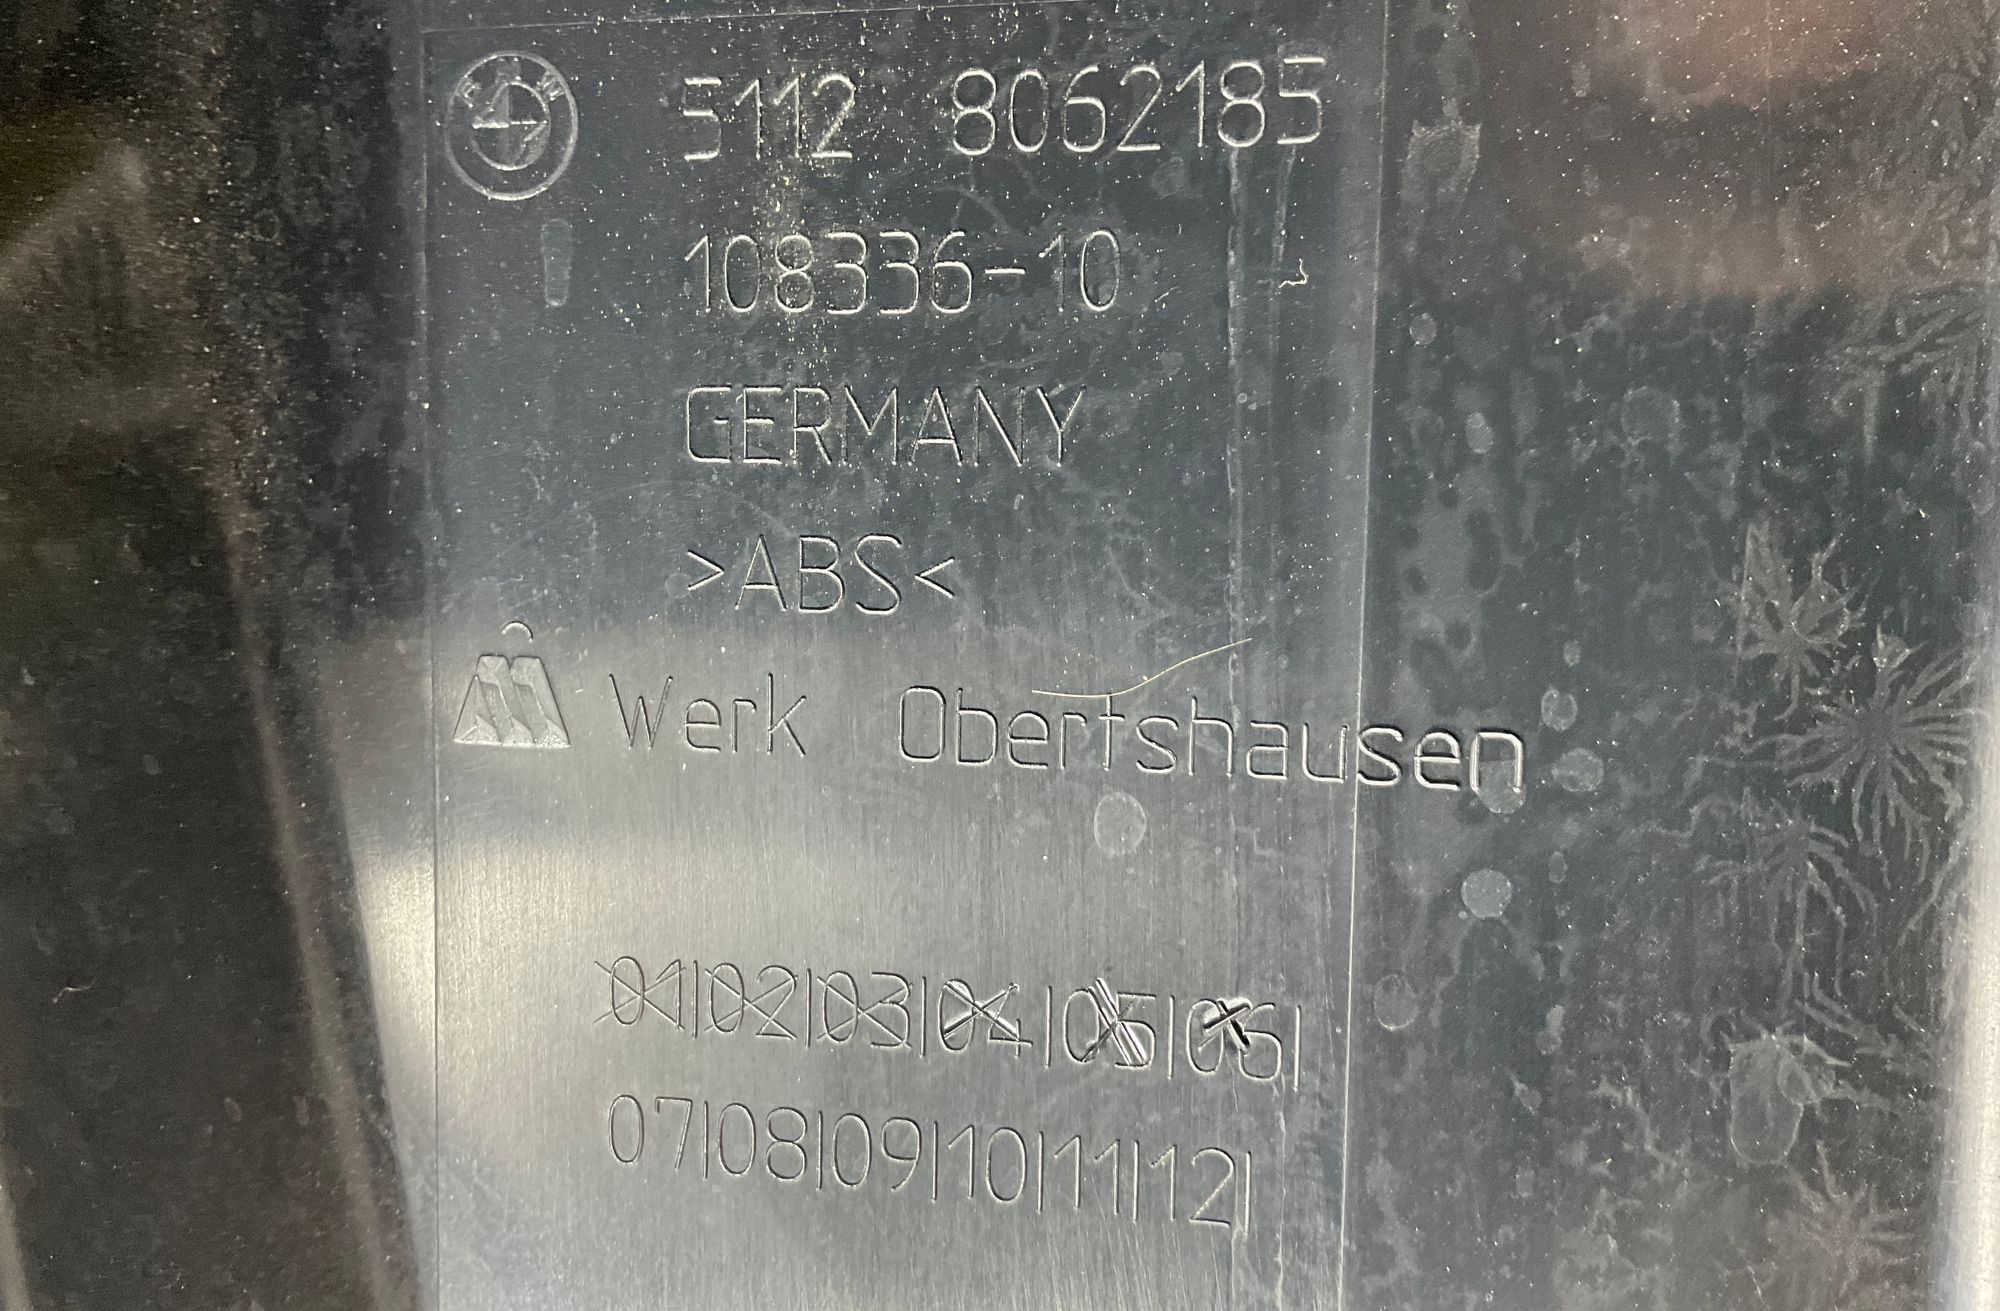 BMW 5112 8062185
108336-10
GERMANY
>ABS<
Werk Obertshausen
01|02|03|04|05|06|
07|08|09|10|11|12|